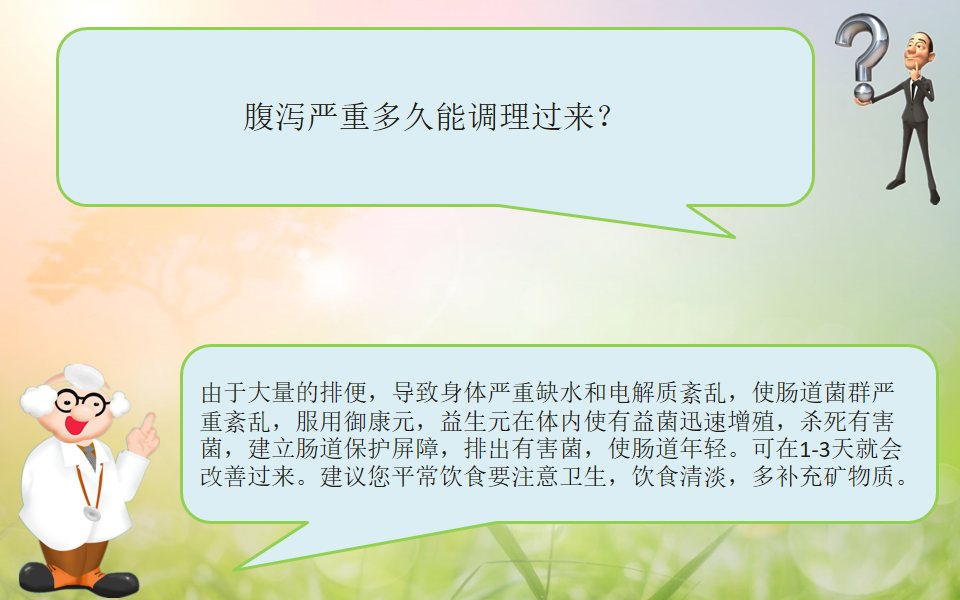 腹泻严重多久能调理过来？
由于大量的排便，导致身体严重缺水和电解质紊乱，使肠道菌群严
重紊乱，服用御康元，益生元在体内使有益菌迅速增殖，杀死有害
菌，建立肠道保护屏障，排出有害菌，使肠道年轻。可在1-3天就会
改善过来。建议您平常饮食要注意卫生，饮食清淡，多补充矿物质。